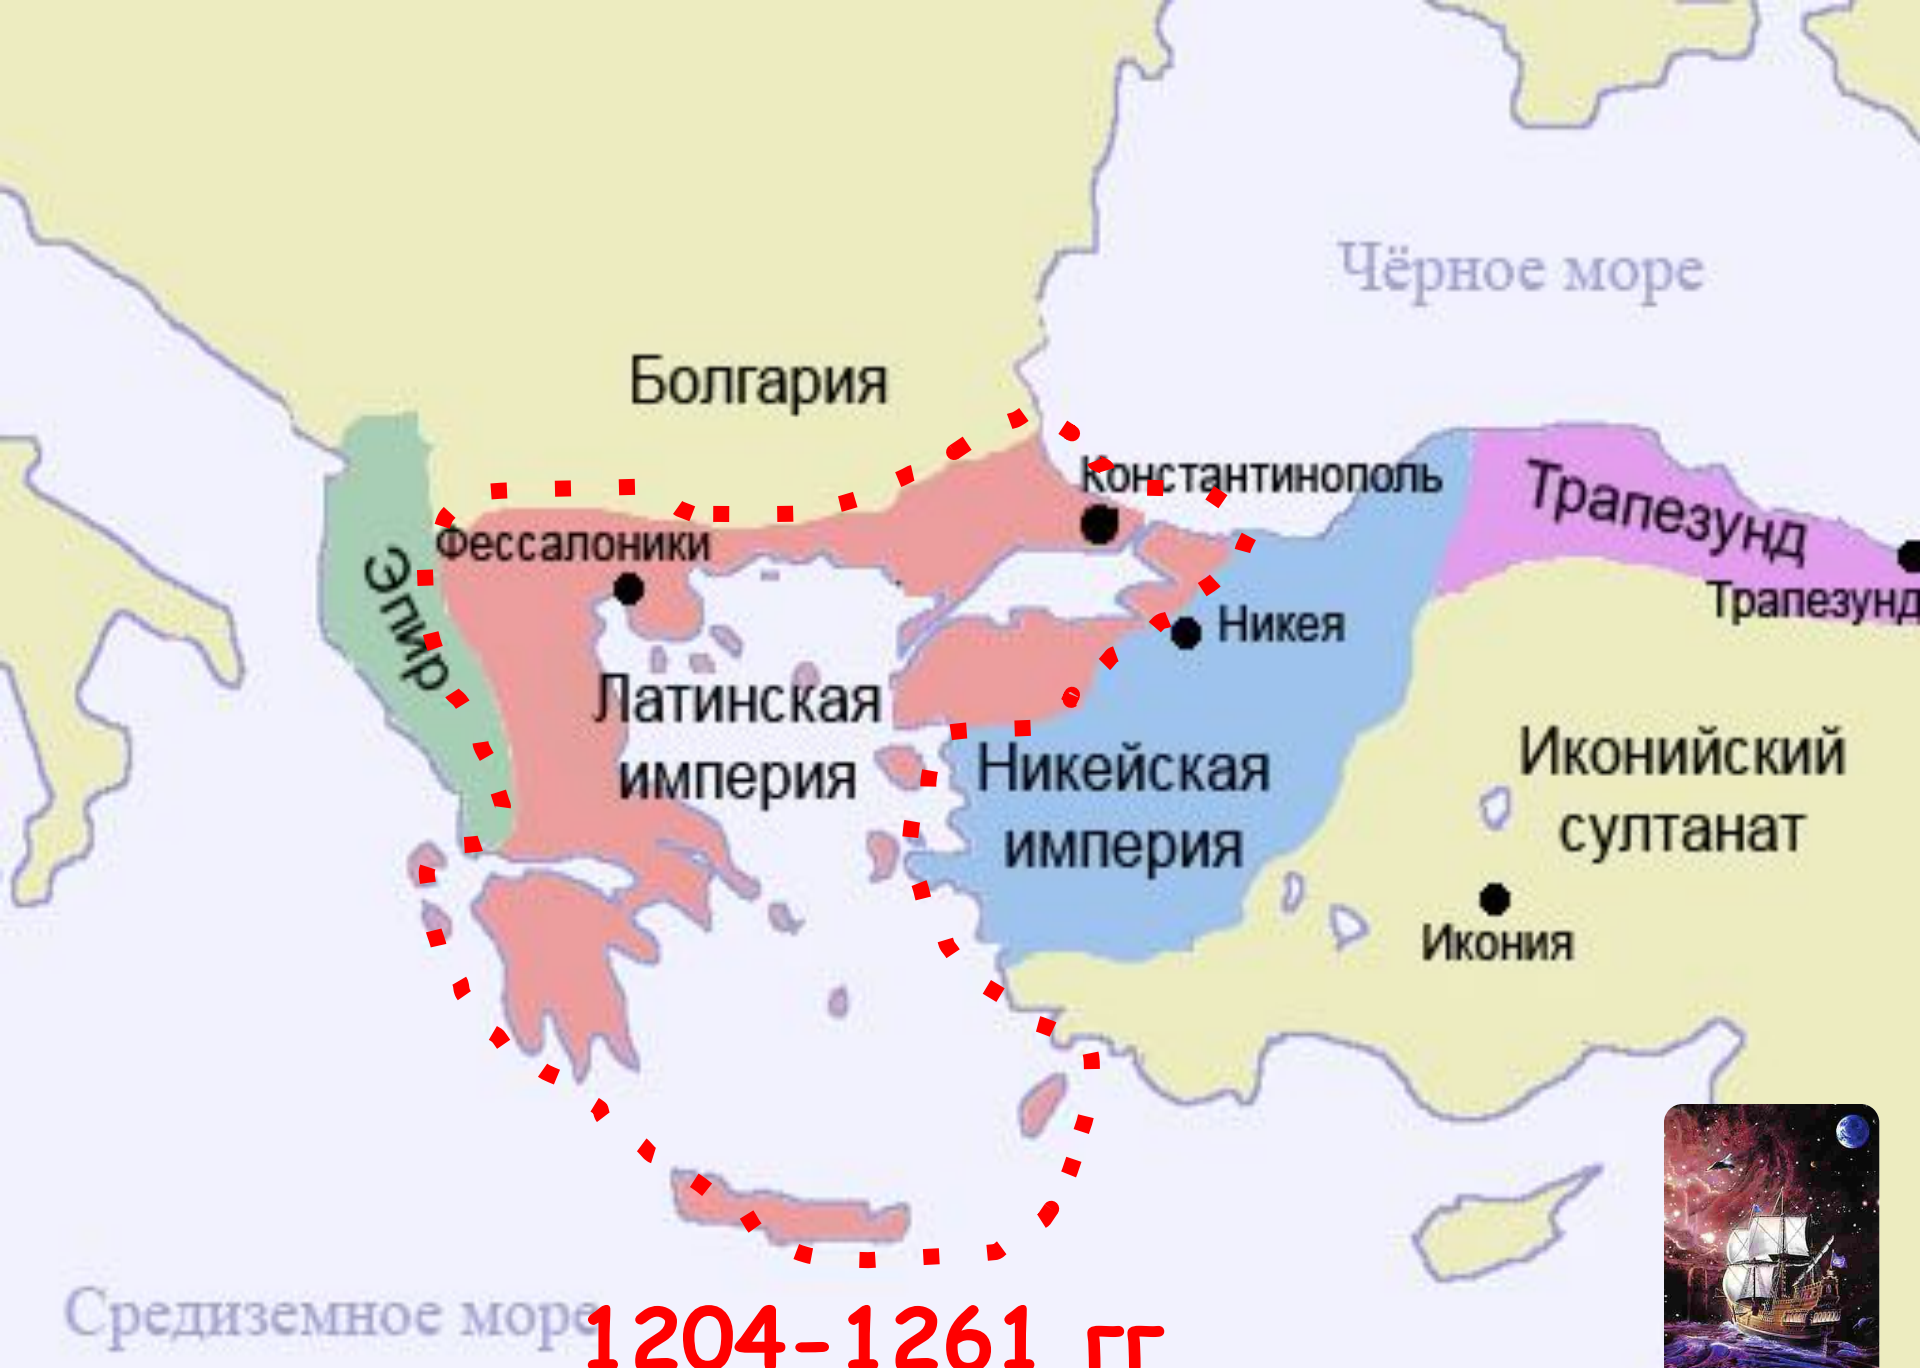 Чёрное море
Болгария
Константинополь
Трапезунд
Фессалоники
Эпир
Трапезунд
Никея
Латинская
империя
Никейская
империя
Иконийский
султанат
Икония
Средиземное море
1204-1261 гг